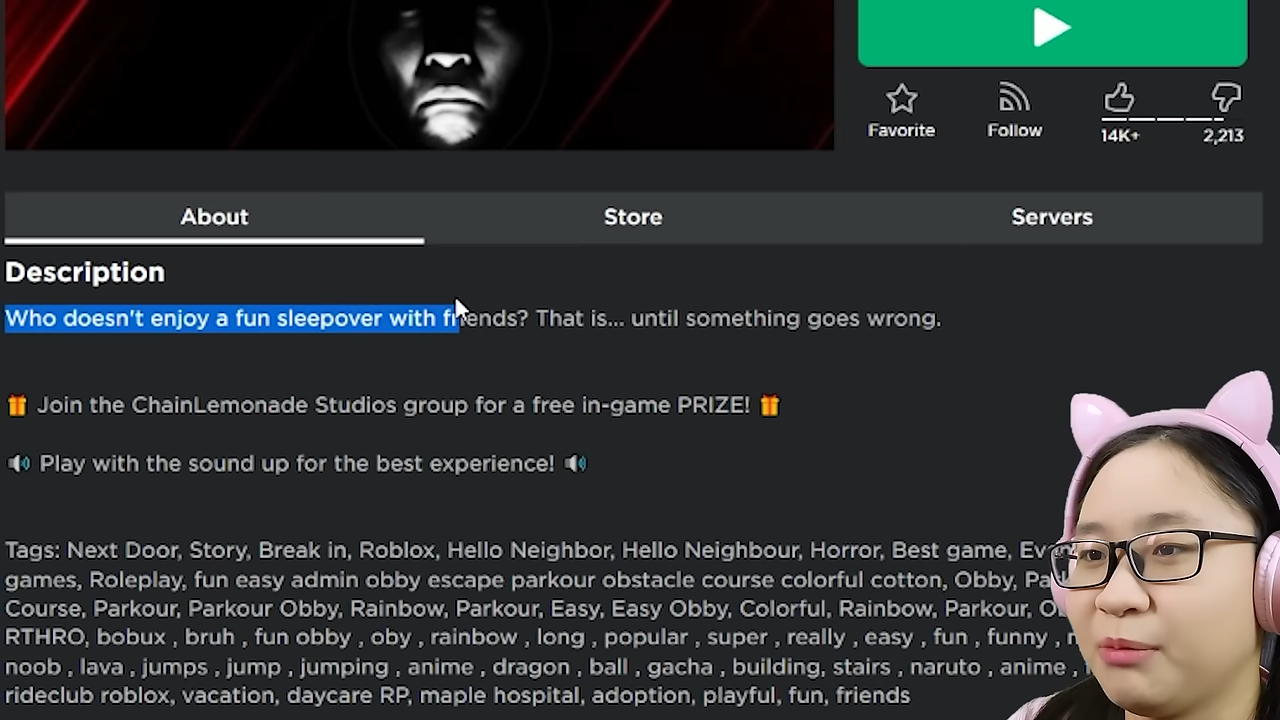 Favorite
Follow
14K+
2,213
About
Store
Servers
Description
Who doesn't enjoy a fun sleepover with friends? That is... until something goes wrong.
🎁 Join the ChainLemonade Studios group for a free in-game PRIZE! 🎁
🔊 Play with the sound up for the best experience! 🔊
Tags: Next Door, Story, Break in, Roblox, Hello Neighbor, Hello Neighbour, Horror, Best game,
games, Roleplay, fun easy admin obby escape parkour obstacle course colorful cotton, Obby,
Course, Parkour, Parkour Obby, Rainbow, Parkour, Easy, Easy Obby, Colorful, Rainbow, Parkour,
RTHRO, bobux , bruh , fun obby , oby , rainbow , long , popular , super , really , easy , fun , funny ,
noob , lava , jumps , jump , jumping , anime , dragon , ball , gacha , building, stairs , naruto , anime ,
rideclub roblox, vacation, daycare RP, maple hospital, adoption, playful, fun, friends